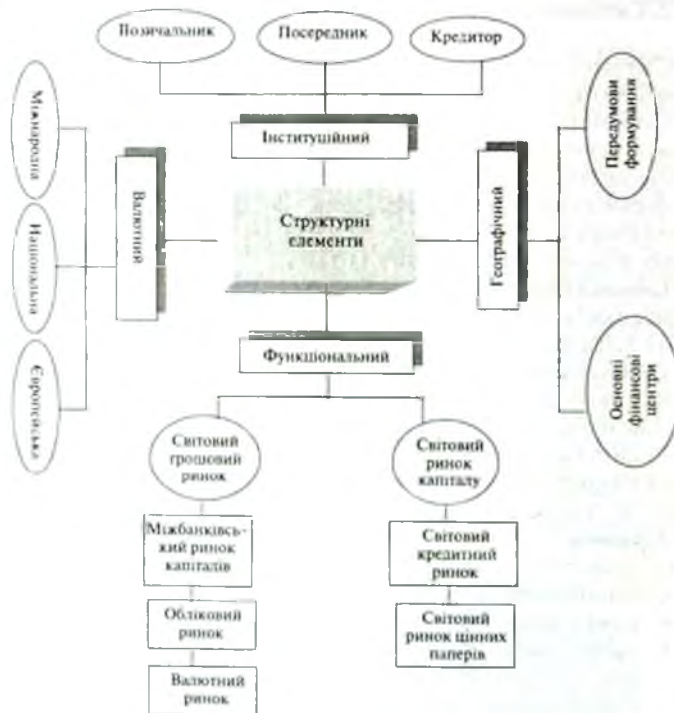 Позичальник
Посередник
Кредитор
Інституційний
Міжнародна
Національна
Європейська
Валютний
Структурні
елементи
Географічний
Передумови
формування
Основні
фінансові
центри
Функціональний
Світовий
грошовий
ринок
Світовий
ринок
капіталу
Міжбанківсь-
кий ринок
капіталів
Світовий
кредитний
ринок
Обліковий
ринок
Світовий
ринок цінних
паперів
Валютний
ринок